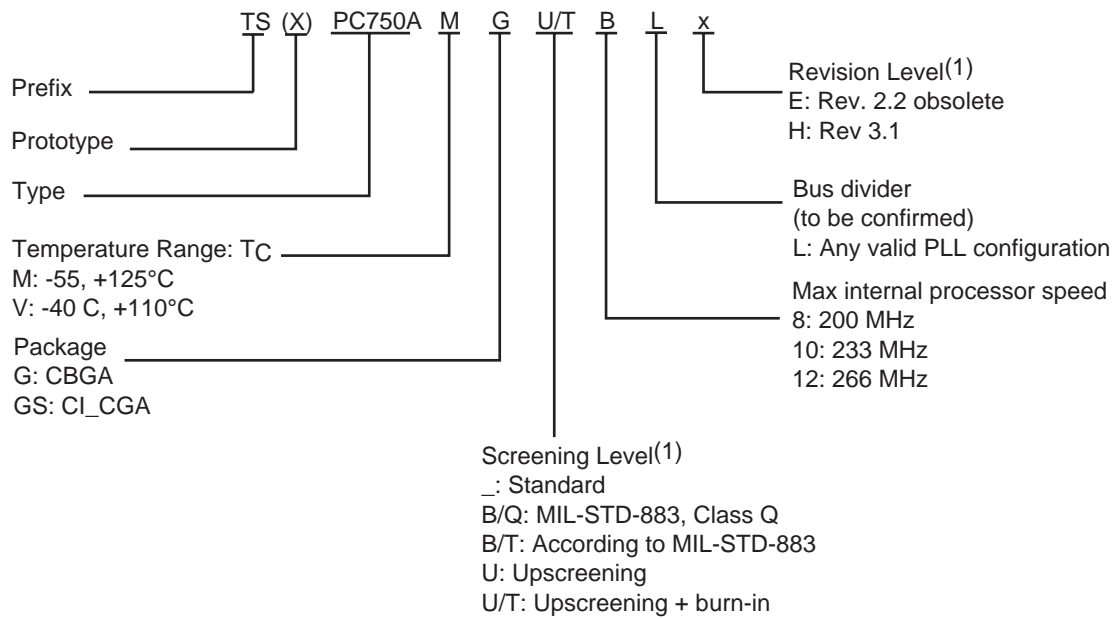 TS (X) PC750A M G U/T B L x
Prefix
Prototype
Type
Temperature Range: TC
M: -55, +125°C
V: -40 C, +110°C
Package
G: CBGA
GS: CI_CGA
Screening Level(1)
_: Standard
B/Q: MIL-STD-883, Class Q
B/T: According to MIL-STD-883
U: Upscreening
U/T: Upscreening + burn-in
Revision Level(1)
E: Rev. 2.2 obsolete
H: Rev 3.1
Bus divider
(to be confirmed)
L: Any valid PLL configuration
Max internal processor speed
8: 200 MHz
10: 233 MHz
12: 266 MHz